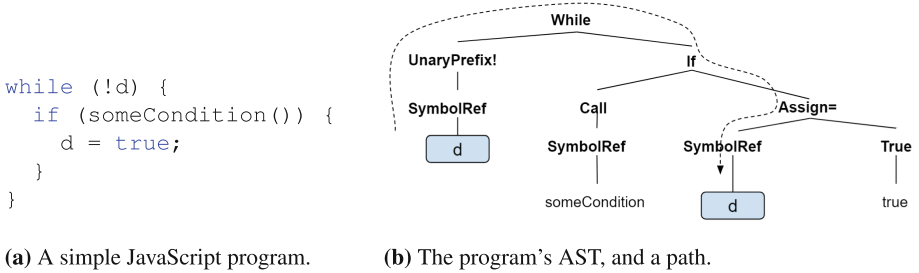 while (!d) {
if (someCondition()) {
d = true;
}
}
(a) A simple JavaScript program.
While
UnaryPrefix!
If
SymbolRef
Call
Assign=
d
SymbolRef
SymbolRef
True
someCondition
d
true
(b) The program's AST, and a path.